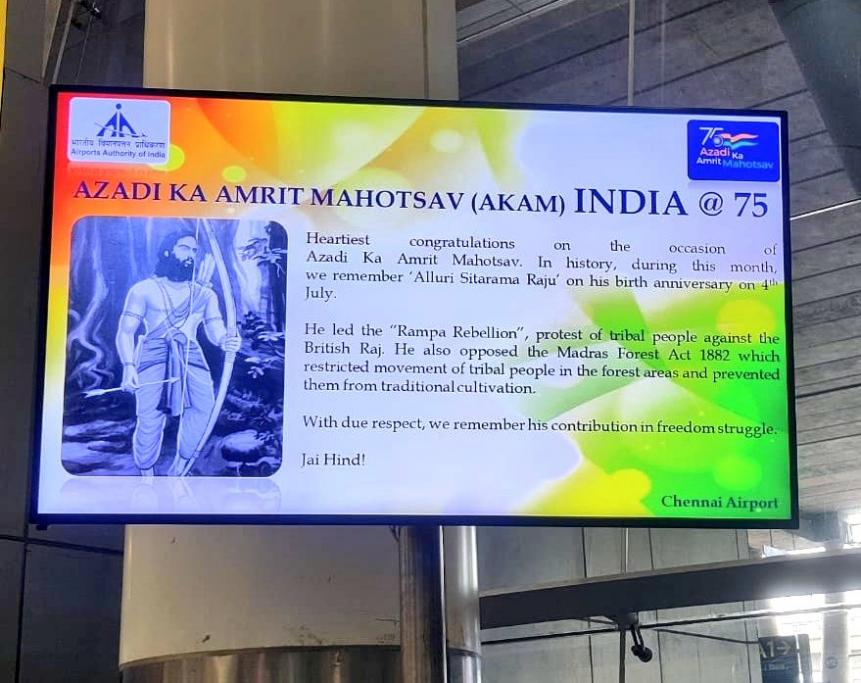 भारतीय विमानपत्तन प्राधिकरण
Airports Authority of India
75
Azadi Ka
Amrit Mahotsav
AZADI KA AMRIT MAHOTSAV (AKAM) INDIA @ 75
Heartiest congratulations on the occasion of
Azadi Ka Amrit Mahotsav. In history, during this month,
we remember 'Alluri Sitarama Raju' on his birth anniversary on 4th
July.
He led the "Rampa Rebellion", protest of tribal people against the
British Raj. He also opposed the Madras Forest Act 1882 which
restricted movement of tribal people in the forest areas and prevented
them from traditional cultivation.
With due respect, we remember his contribution in freedom struggle.
Jai Hind!
Chennai Airport